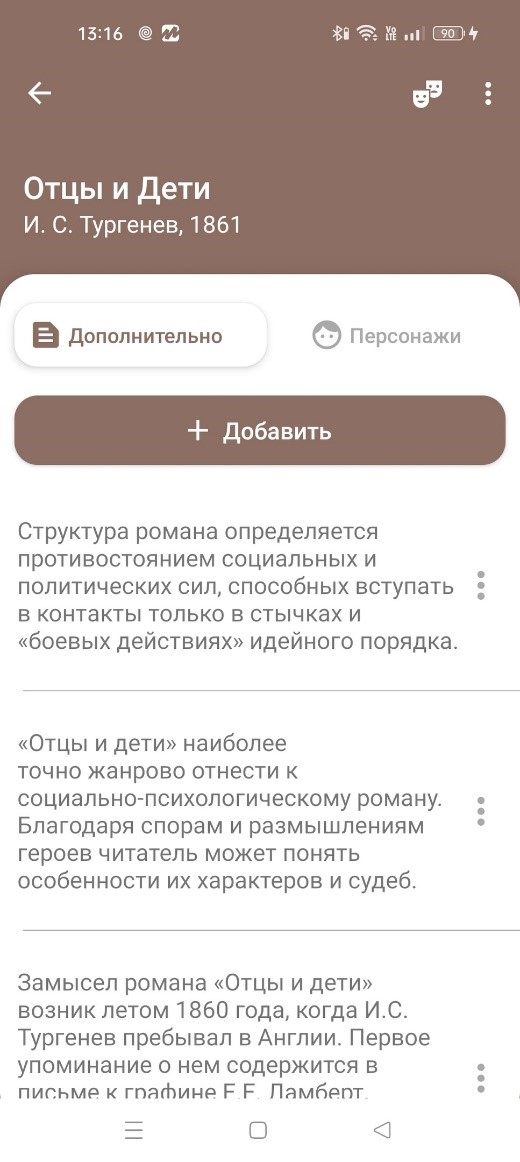 13:16
Vo LTE
90
Отцы и Дети
И. С. Тургенев, 1861
Дополнительно
Персонажи
+ Добавить
Структура романа определяется
противостоянием социальных и
политических сил, способных вступать
в контакты только в стычках и
«боевых действиях» идейного порядка.
«Отцы и дети» наиболее
точно жанрово отнести к
социально-психологическому роману.
Благодаря спорам и размышлениям
героев читатель может понять
особенности их характеров и судеб.
Замысел романа «Отцы и дети»
возник летом 1860 года, когда И.С.
Тургенев пребывал в Англии. Первое
упоминание о нем содержится в
письме к графине Е.Е. Ламберт.